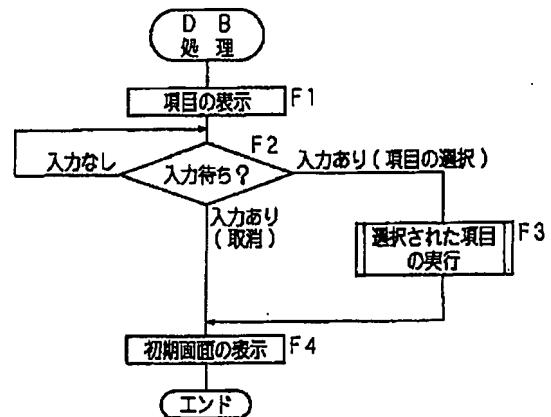 D B
処 理
項目の表示 F1
F2
入力なし
入力待ち?
入力あり(項目の選択)
入力あり
(取消)
選択された項目
の実行
F3
初期画面の表示 F4
エンド